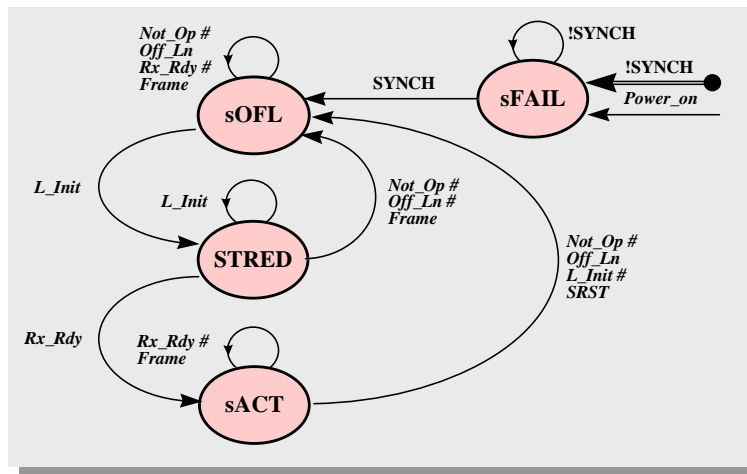 Not_Op #
Off_Ln
Rx_Rdy #
Frame
!SYNCH
SYNCH
!SYNCH
Power_on
sOFL
sFAIL
L_Init
L_Init
Not_Op #
Off_Ln #
Frame
STRED
Not_Op #
Off_Ln
L_Init #
SRST
Rx_Rdy
Rx_Rdy #
Frame
sACT